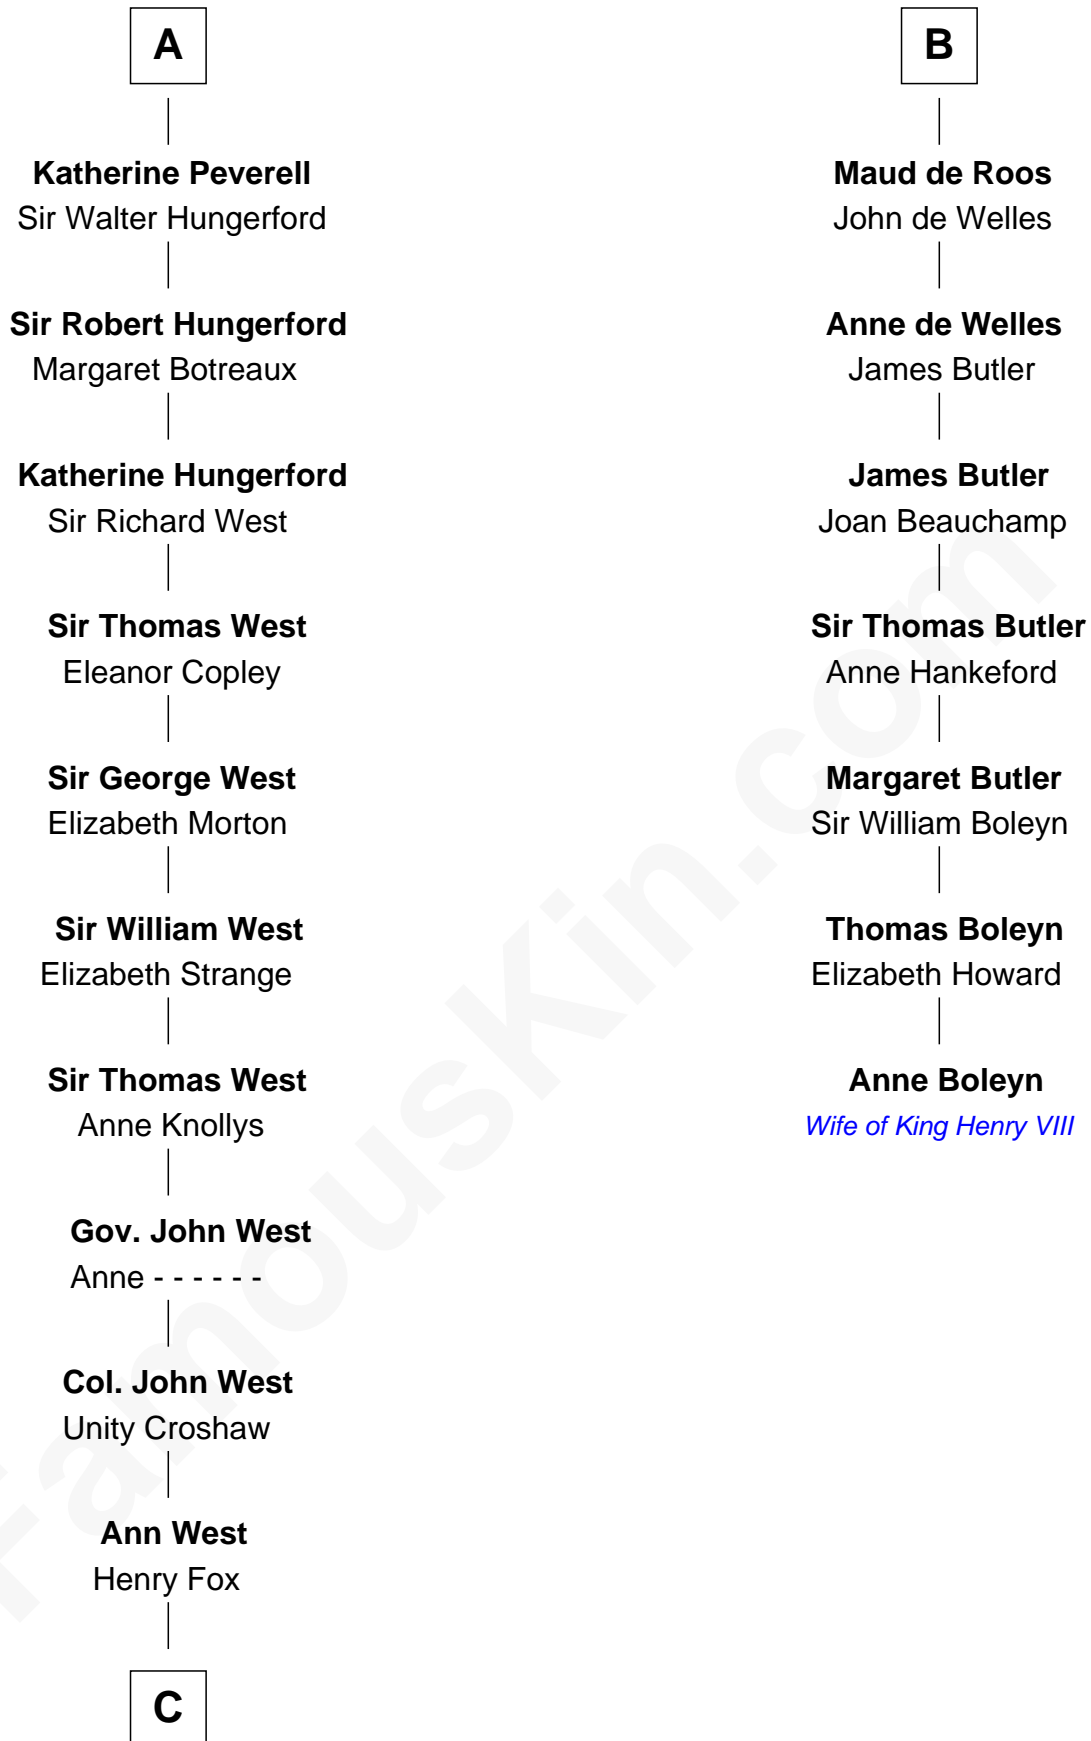 A
Katherine Peverell
Sir Walter Hungerford
Sir Robert Hungerford
Margaret Botreaux
Katherine Hungerford
Sir Richard West
Sir Thomas West
Eleanor Copley
Sir George West
Elizabeth Morton
Sir William West
Elizabeth Strange
Sir Thomas West
Anne Knollys
Gov. John West
Anne - - - - - -
Col. John West
Unity Croshaw
Ann West
Henry Fox
C
B
Maud de Roos
John de Welles
Anne de Welles
James Butler
James Butler
Joan Beauchamp
Sir Thomas Butler
Anne Hankeford
Margaret Butler
Sir William Boleyn
Thomas Boleyn
Elizabeth Howard
Anne Boleyn
Wife of King Henry VIII
FamousKin.com